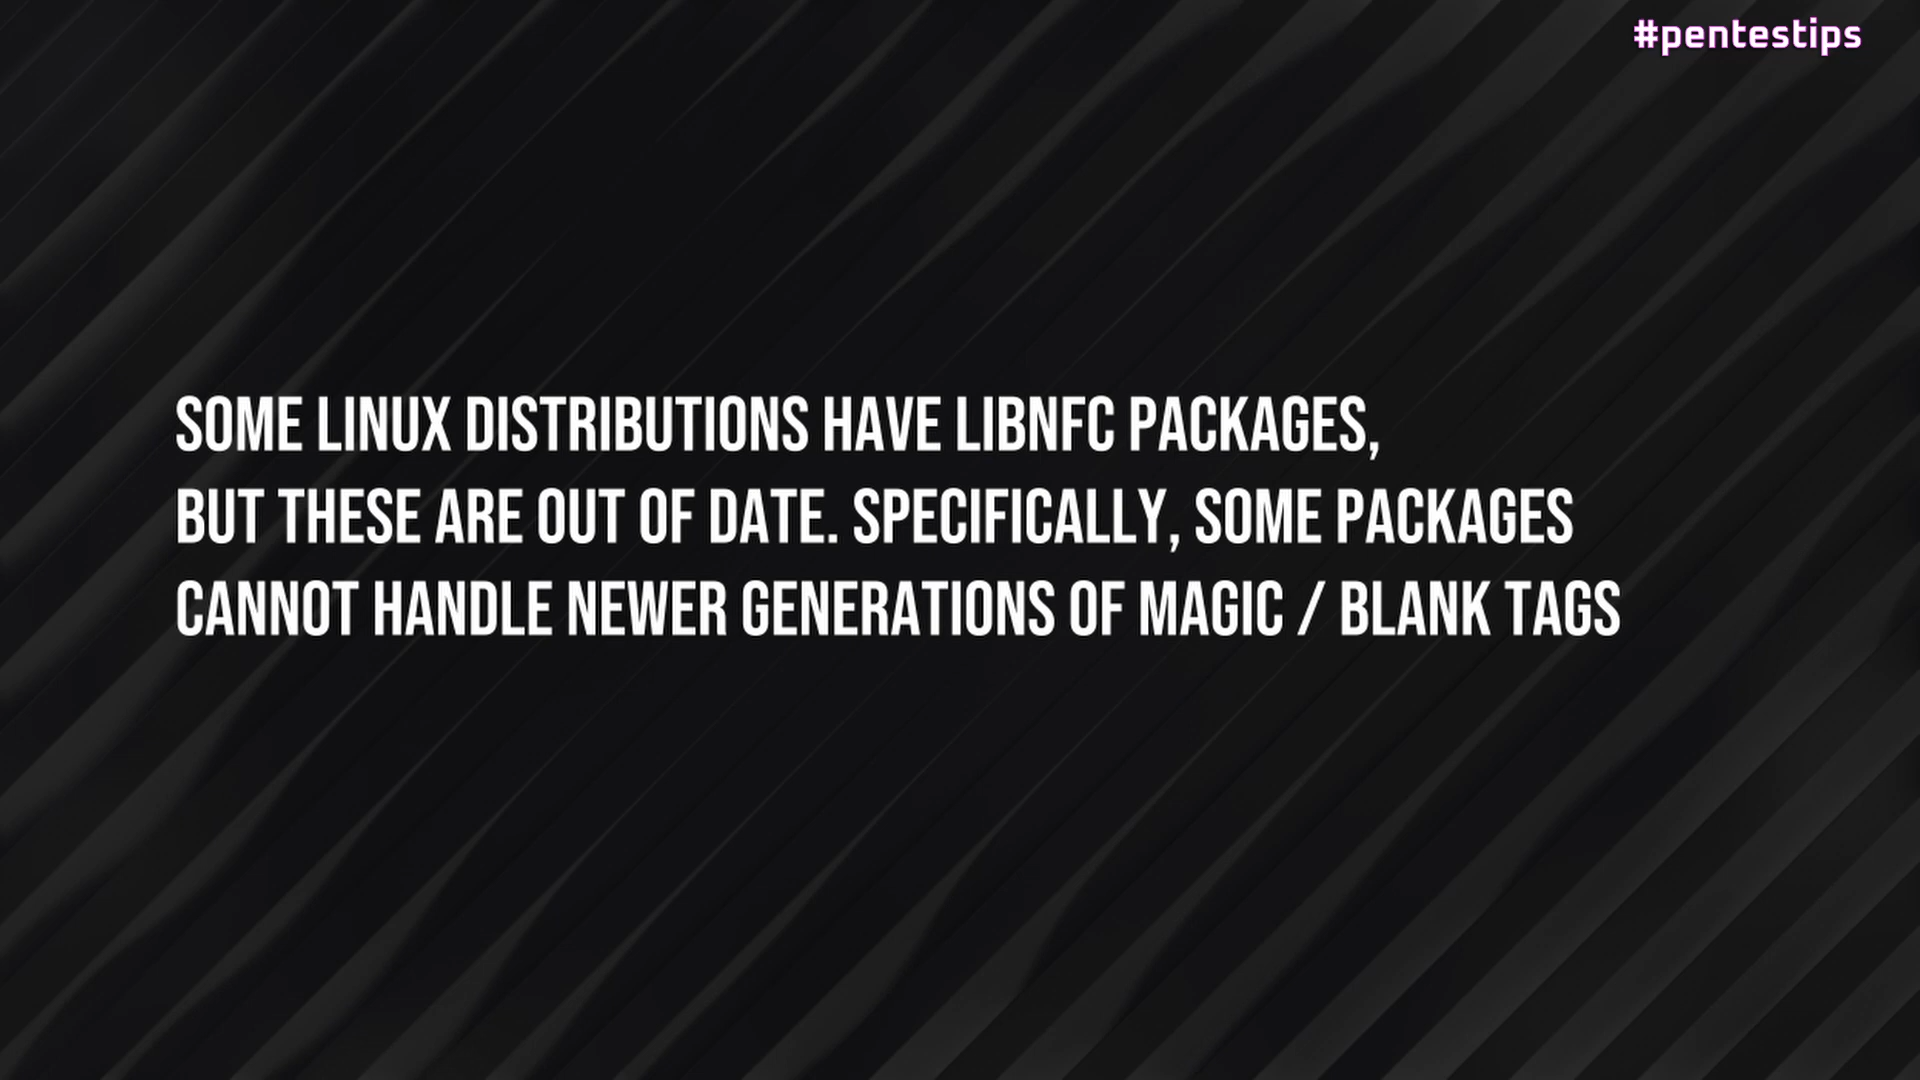 #pentestips
SOME LINUX DISTRIBUTIONS HAVE LIBNFC PACKAGES,
BUT THESE ARE OUT OF DATE. SPECIFICALLY, SOME PACKAGES
CANNOT HANDLE NEWER GENERATIONS OF MAGIC / BLANK TAGS